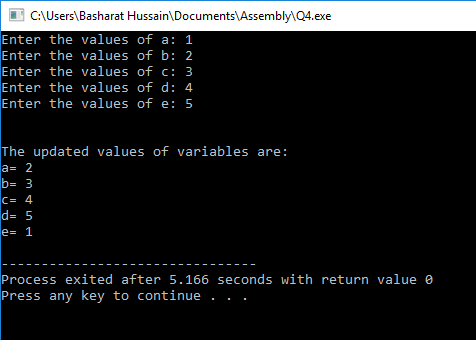 C:\Users\Basharat Hussain\Documents\Assembly\Q4.exe
Enter the values of a: 1
Enter the values of b: 2
Enter the values of c: 3
Enter the values of d: 4
Enter the values of e: 5
The updated values of variables are:
a= 2
b= 3
c= 4
d= 5
e= 1
--------------------------------
Process exited after 5.166 seconds with return value 0
Press any key to continue . . .